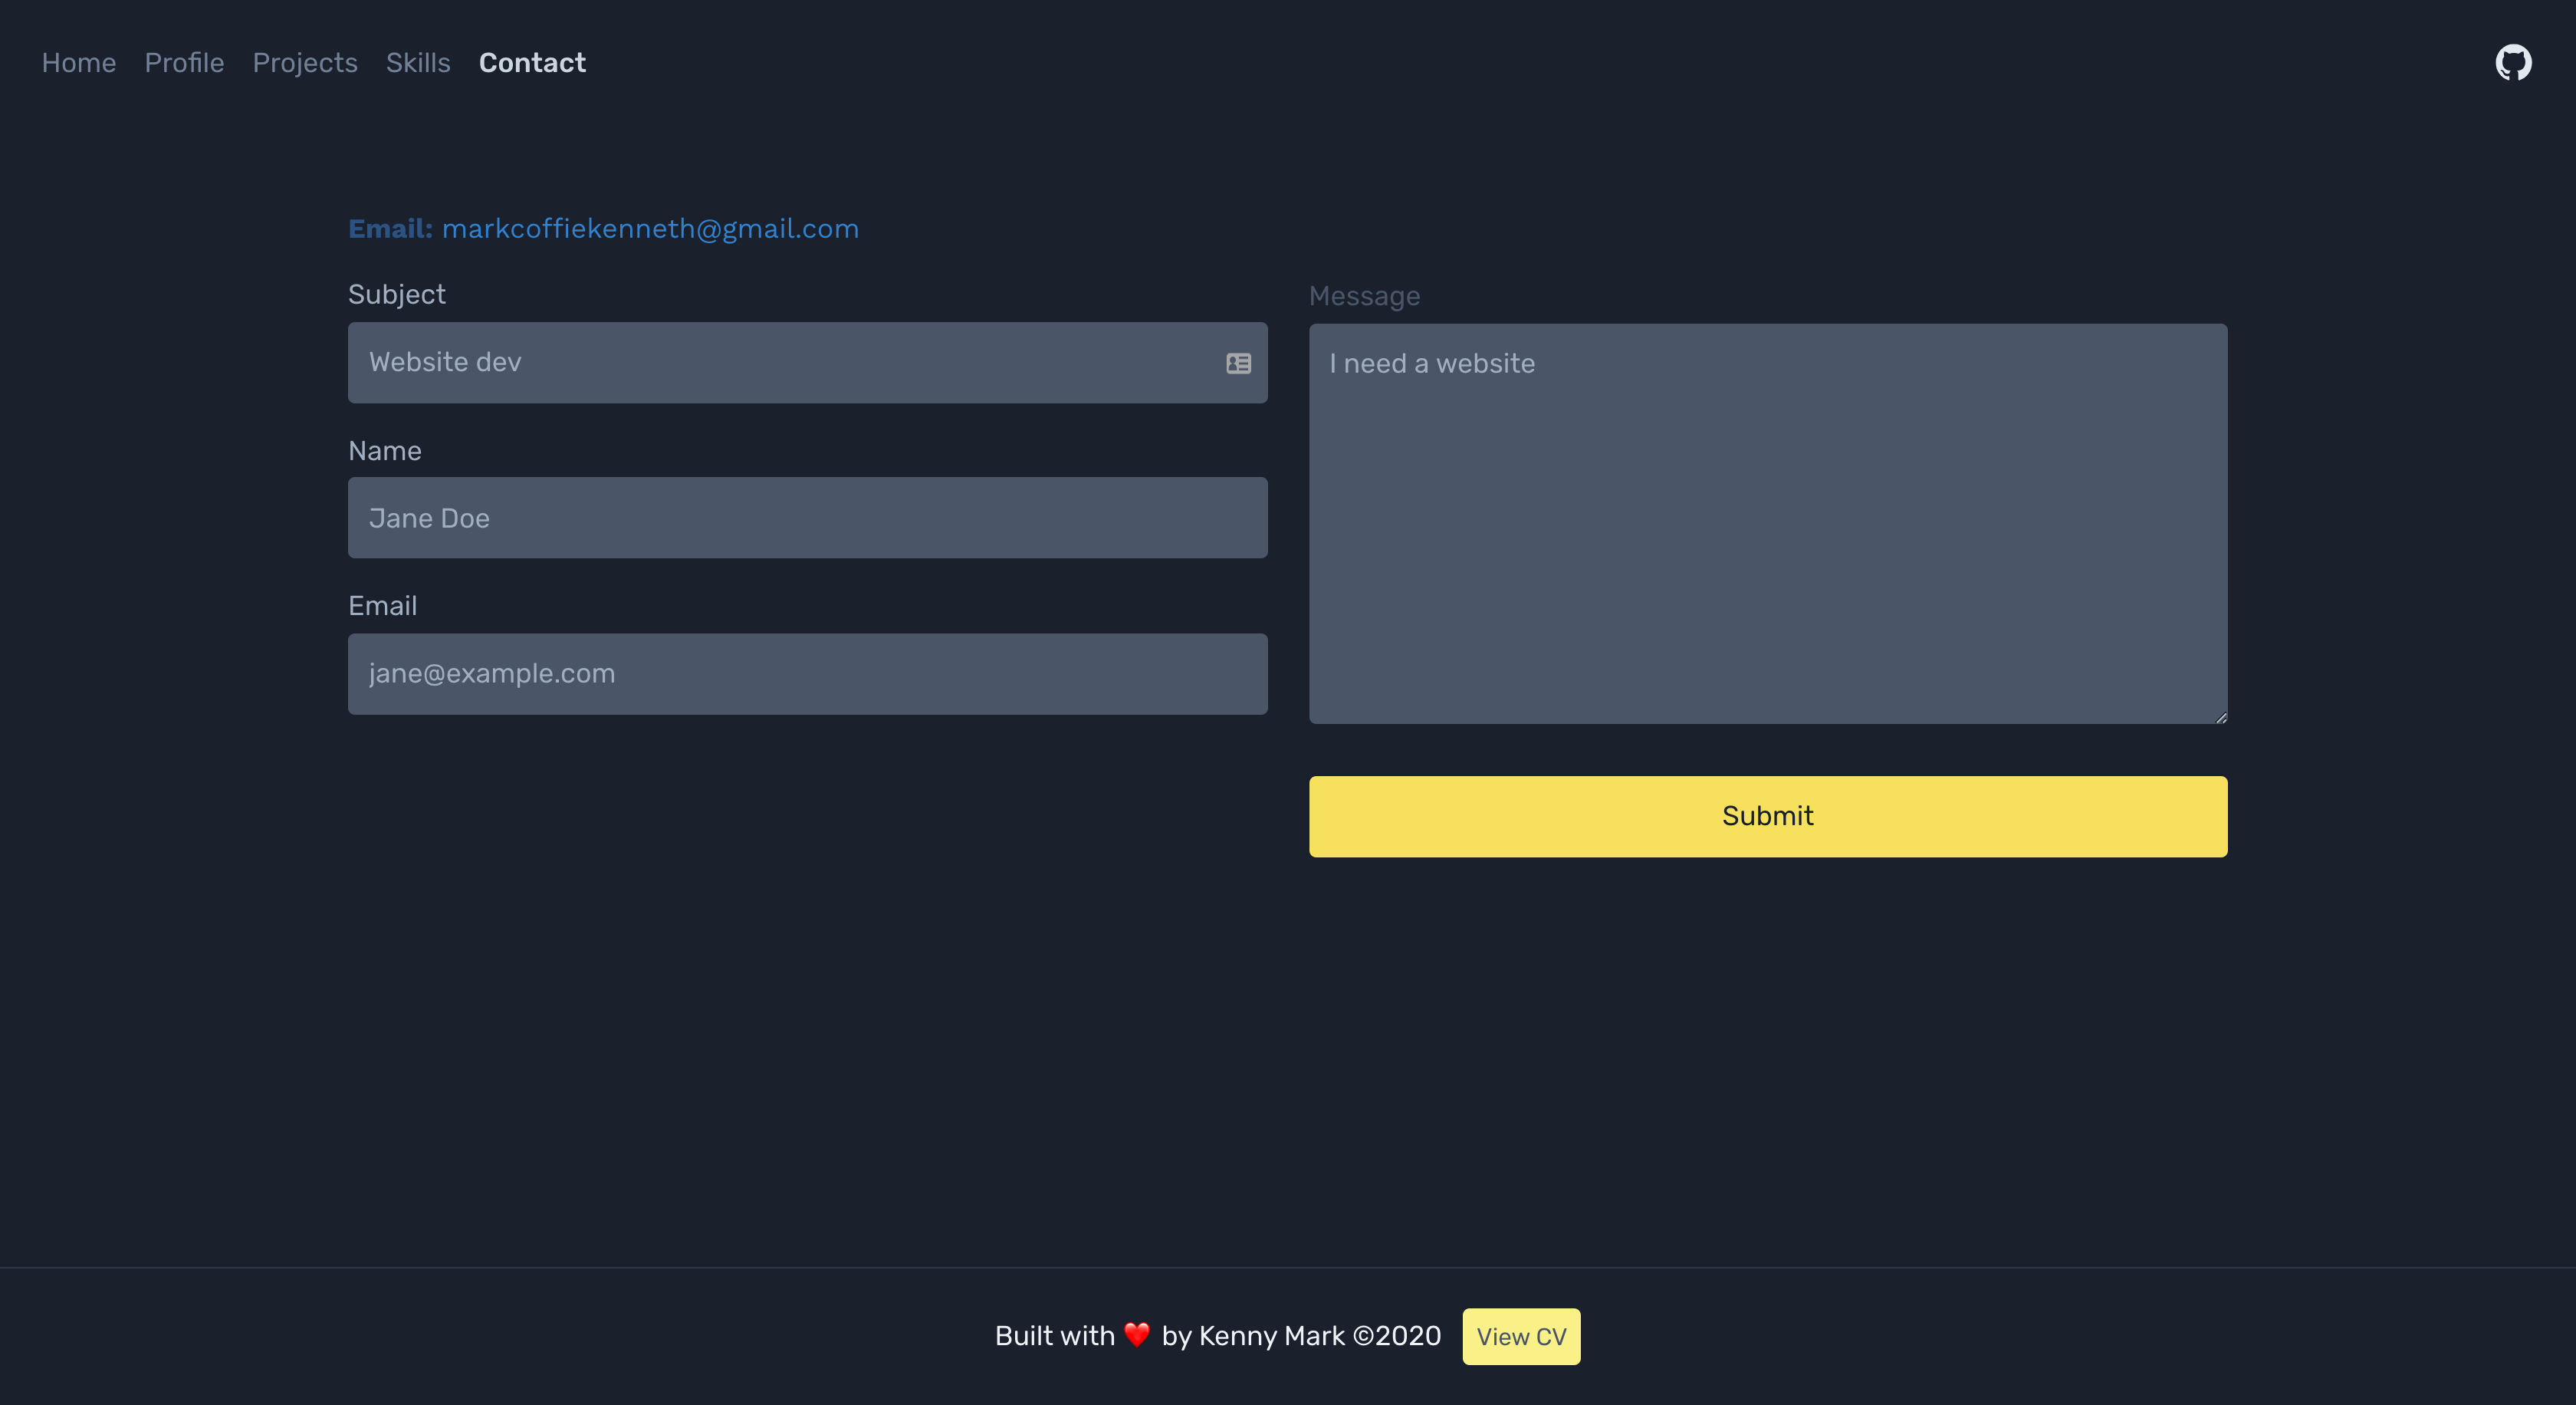 Home Profile Projects Skills Contact
Email: markcoffiekenneth@gmail.com
Subject
Website dev
Name
Jane Doe
Email
jane@example.com
Message
I need a website
Submit
Built with ❤️ by Kenny Mark ©2020 View CV